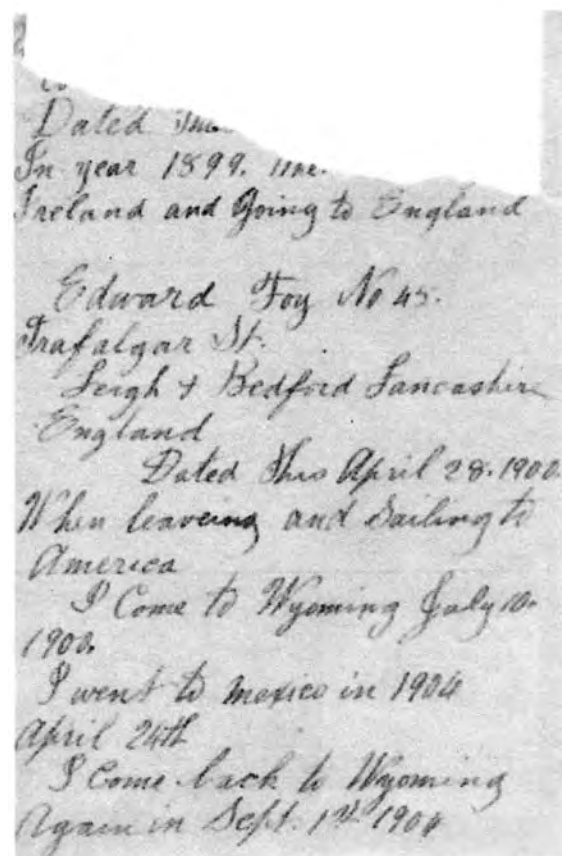 Dated
In year 1899.
Ireland and Going to England
Edward Foy No 45.
Trafalgar St.
Leigh + Bedford Lancashire
England
Dated this April 28. 1900.
When leaveing and Sailing to
America
I Come to Wyoming July 10.
1900.
I went to mexico in 1904
April 24th
I Come back to Wyoming
Again in Sept. 1st 1904